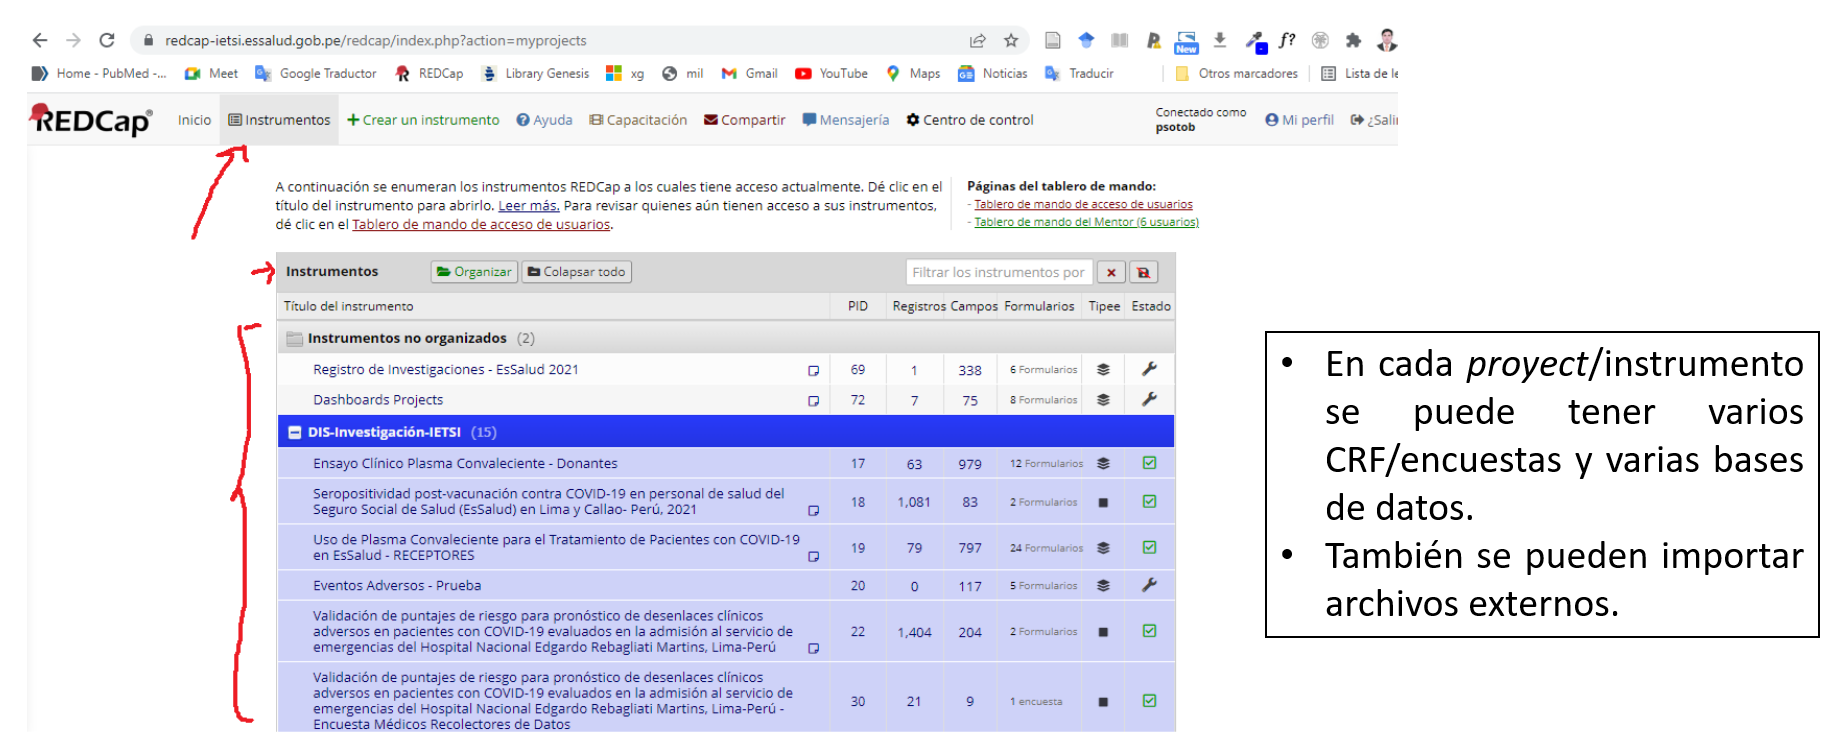 redcap-ietsi.essalud.gob.pe/redcap/index.php?action=myprojects
New
f?
Home - PubMed -... Meet Google Traductor REDCap Library Genesis xg mil Gmail YouTube Maps Noticias Traducir Otros marcadores Lista de le
REDCap® Inicio Instrumentos Crear un instrumento Ayuda Capacitación Compartir Mensajería Centro de control
Conectado como
psotob
Mi perfil ¿Salir
A continuación se enumeran los instrumentos REDCap a los cuales tiene acceso actualmente. Dé clic en el
título del instrumento para abrirlo. Leer más. Para revisar quienes aún tienen acceso a sus instrumentos,
dé clic en el Tablero de mando de acceso de usuarios.
Páginas del tablero de mando:
- Tablero de mando de acceso de usuarios
- Tablero de mando del Mentor (6 usuarios)
Instrumentos Organizar Colapsar todo Filtrar los instrumentos por
Título del instrumento PID Registros Campos Formularios Tipee Estado
Instrumentos no organizados (2)
Registro de Investigaciones - EsSalud 2021 69 1 338 6 Formularios
Dashboards Projects 72 7 75 8 Formularios
DIS-Investigación-IETSI (15)
Ensayo Clínico Plasma Convaleciente - Donantes 17 63 979 12 Formularios
Seropositividad post-vacunación contra COVID-19 en personal de salud del
Seguro Social de Salud (EsSalud) en Lima y Callao- Perú, 2021 18 1,081 83 2 Formularios
Uso de Plasma Convaleciente para el Tratamiento de Pacientes con COVID-19
en EsSalud - RECEPTORES 19 79 797 24 Formularios
Eventos Adversos - Prueba 20 0 117 5 Formularios
Validación de puntajes de riesgo para pronóstico de desenlaces clínicos
adversos en pacientes con COVID-19 evaluados en la admisión al servicio de
emergencias del Hospital Nacional Edgardo Rebagliati Martins, Lima-Perú 22 1,404 204 2 Formularios
Validación de puntajes de riesgo para pronóstico de desenlaces clínicos
adversos en pacientes con COVID-19 evaluados en la admisión al servicio de
emergencias del Hospital Nacional Edgardo Rebagliati Martins, Lima-Perú -
Encuesta Médicos Recolectores de Datos 30 21 9 1 encuesta
• En cada proyect/instrumento
se puede tener varios
CRF/encuestas y varias bases
de datos.
• También se pueden importar
archivos externos.